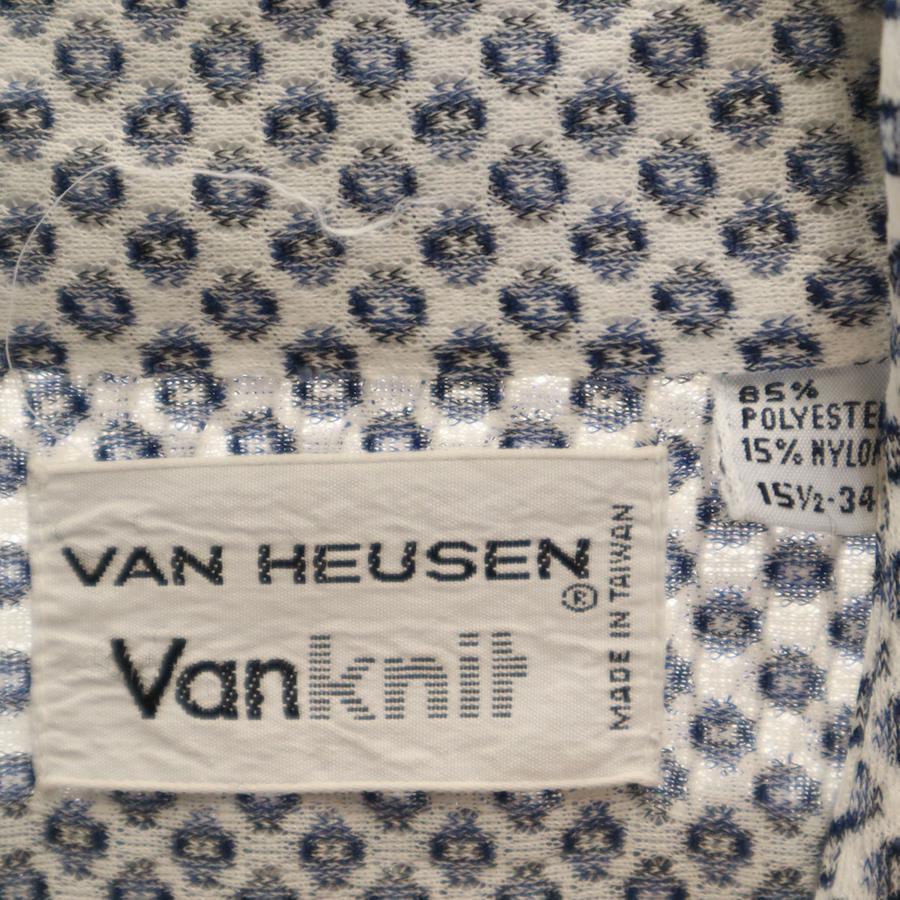 VAN HEUSEN
®
Vanknit
MADE IN TAIWAN
85%
POLYESTE
15% NYLO
15½-34